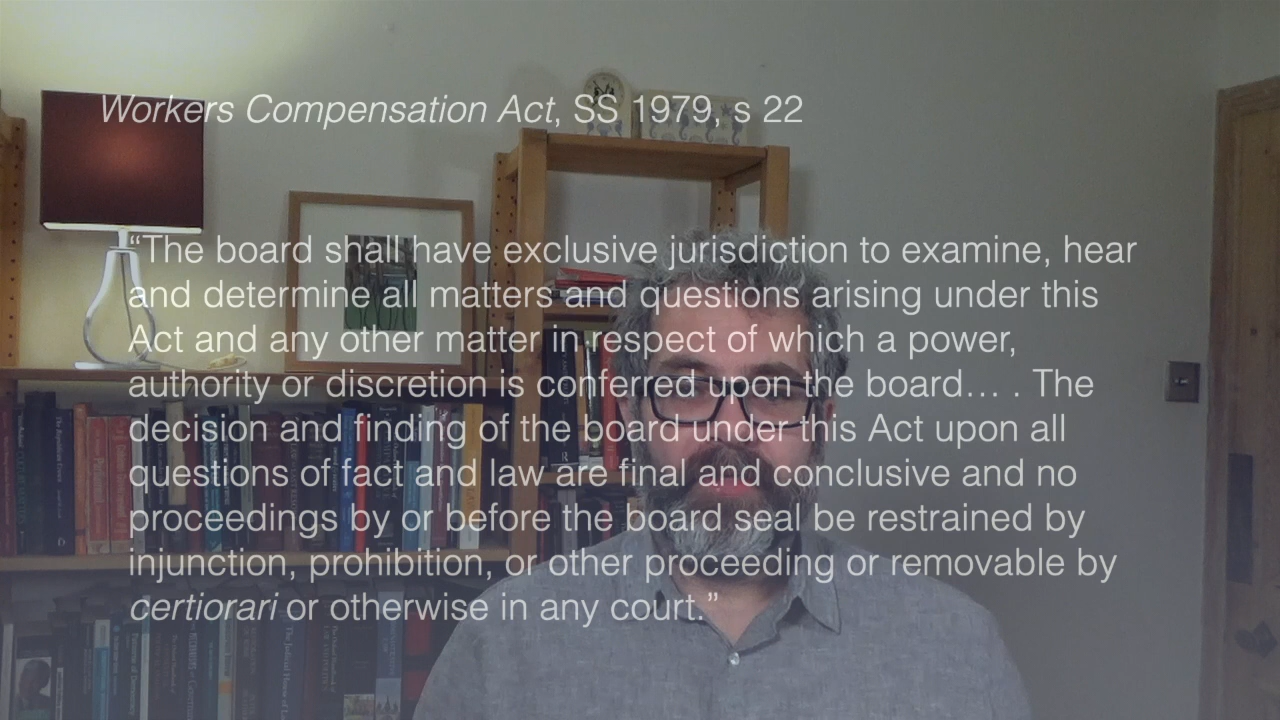 Workers Compensation Act, SS 1979, s 22
“The board shall have exclusive jurisdiction to examine, hear
and determine all matters and questions arising under this
Act and any other matter in respect of which a power,
authority or discretion is conferred upon the board… . The
decision and finding of the board under this Act upon all
questions of fact and law are final and conclusive and no
proceedings by or before the board seal be restrained by
injunction, prohibition, or other proceeding or removable by
certiorari or otherwise in any court.”